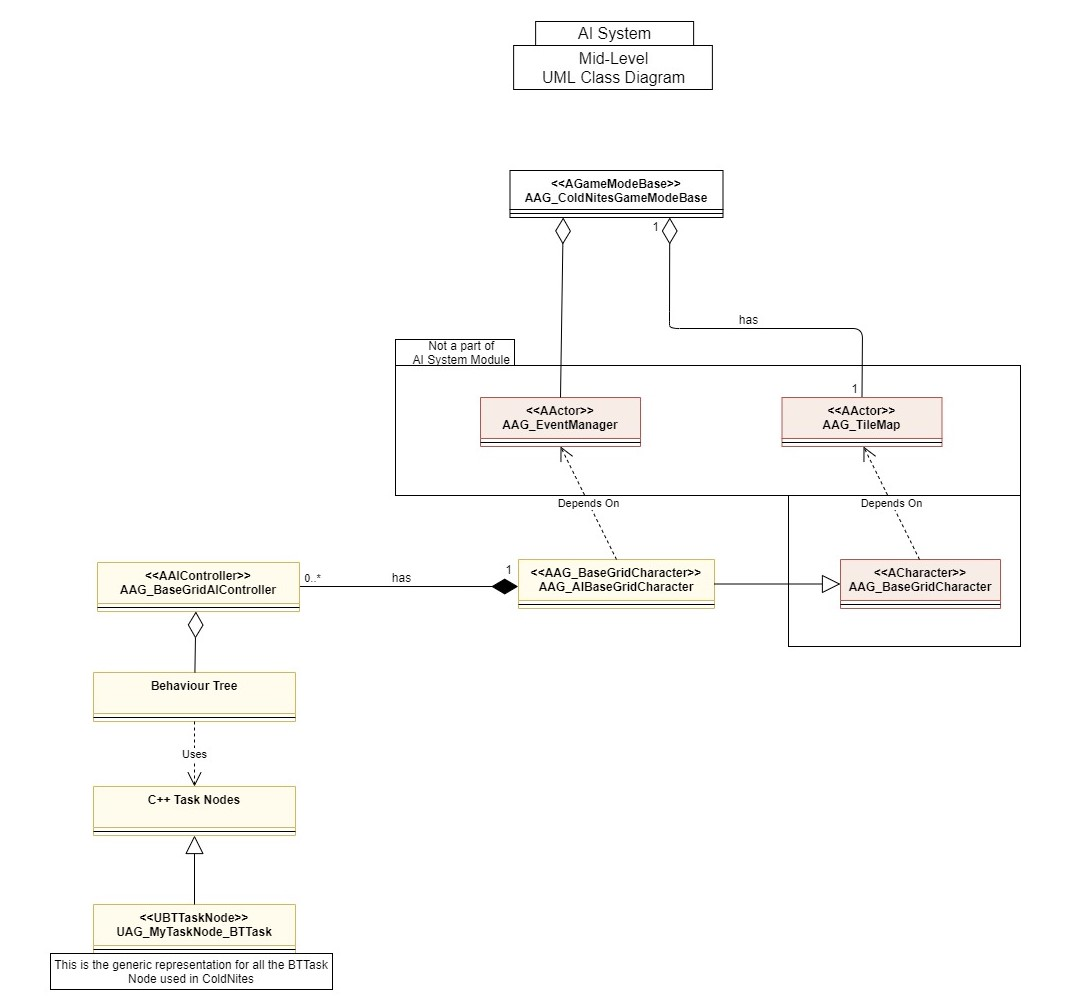 AI System
Mid-Level
UML Class Diagram
<<AGameModeBase>>
AAG_ColdNitesGameModeBase
1
has
Not a part of
AI System Module
1
<<AActor>>
AAG_EventManager
<<AActor>>
AAG_TileMap
Depends On
Depends On
<<AAIController>>
AAG_BaseGridAIController
0..*
has
1
<<AAG_BaseGridCharacter>>
AAG_AIBaseGridCharacter
<<ACharacter>>
AAG_BaseGridCharacter
Behaviour Tree
Uses
C++ Task Nodes
<<UBTTaskNode>>
UAG_MyTaskNode_BTTask
This is the generic representation for all the BTTask
Node used in ColdNites